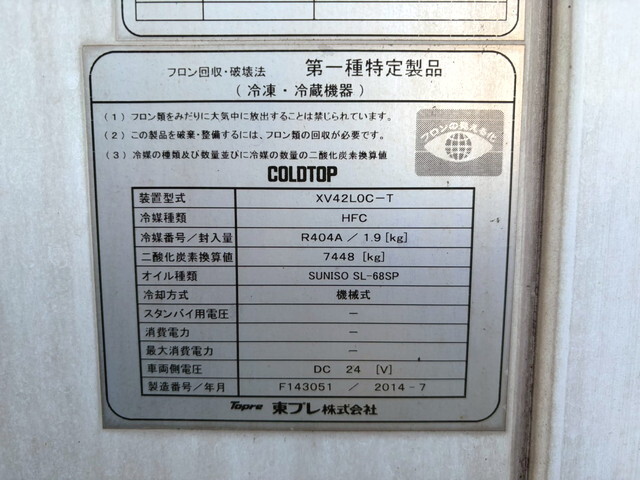 フロン回収・破壊法 第一種特定製品
(冷凍・冷蔵機器)
(1) フロン類をみだりに大気中に放出することは禁じられています。
(2) この製品を廃棄・整備するには、フロン類の回収が必要です。
(3) 冷媒の種類及び数量並びに冷媒の数量の二酸化炭素換算値
フロンの見える化
COLDTOP
装置型式 XV42LOC-T
冷媒種類 HFC
冷媒番号/封入量 R404A / 1.9 [kg]
二酸化炭素換算値 7448 [kg]
オイル種類 SUNISO SL-68SP
冷却方式 機械式
スタンバイ用電圧 −
消費電力 −
最大消費電力 −
車両側電圧 DC 24 [V]
製造番号/年月 F143051 / 2014-7
Topre 東プレ株式会社